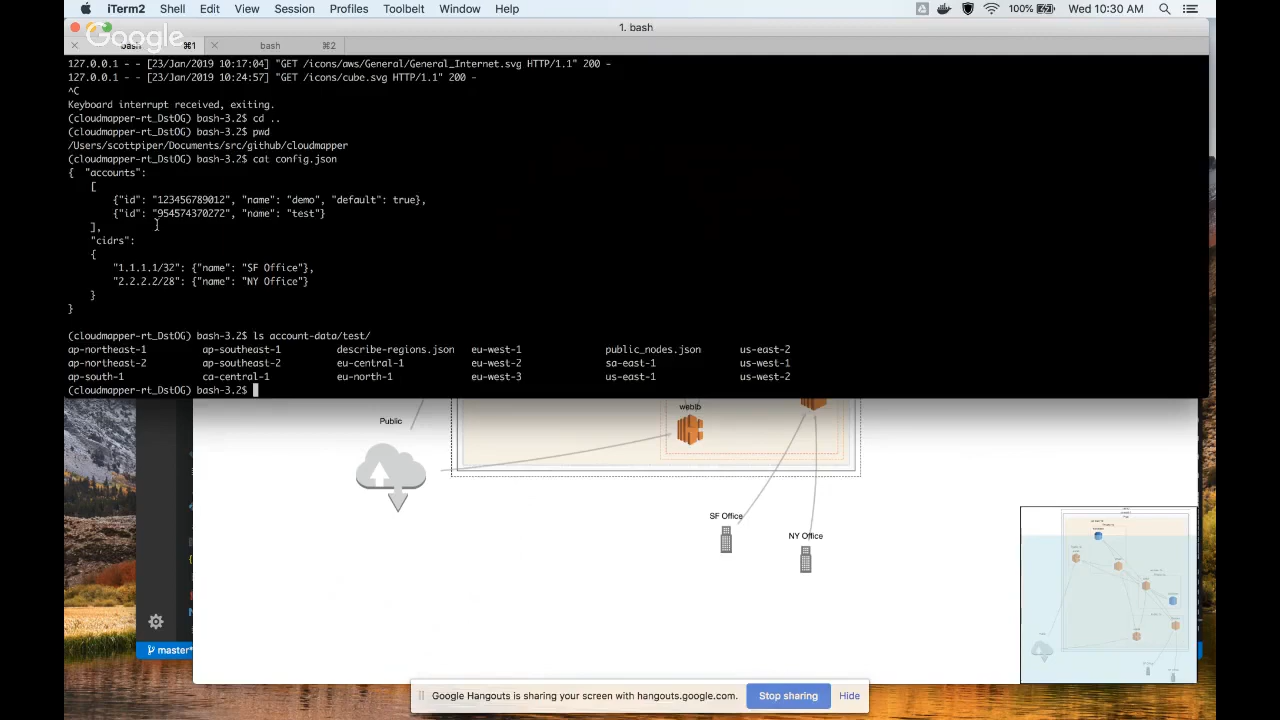 iTerm2 Shell Edit View Session Profiles Toolbelt Window Help 100% Wed 10:30 AM
1. bash
Google
bash ⌘1 bash ⌘2
127.0.0.1 - - [23/Jan/2019 10:17:04] "GET /icons/aws/General/General_Internet.svg HTTP/1.1" 200 -
127.0.0.1 - - [23/Jan/2019 10:24:57] "GET /icons/cube.svg HTTP/1.1" 200 -
^C
Keyboard interrupt received, exiting.
(cloudmapper-rt_DstOG) bash-3.2$ cd ..
(cloudmapper-rt_DstOG) bash-3.2$ pwd
/Users/scottpiper/Documents/src/github/cloudmapper
(cloudmapper-rt_DstOG) bash-3.2$ cat config.json
{ "accounts":
[
{"id": "123456789012", "name": "demo", "default": true},
{"id": "954574370272", "name": "test"}
],
"cidrs":
{
"1.1.1.1/32": {"name": "SF Office"},
"2.2.2.2/28": {"name": "NY Office"}
}
}
(cloudmapper-rt_DstOG) bash-3.2$ ls account-data/test/
ap-northeast-1 ap-southeast-1 describe-regions.json eu-west-1 public_nodes.json us-east-2
ap-northeast-2 ap-southeast-2 eu-central-1 eu-west-2 sa-east-1 us-west-1
ap-south-1 ca-central-1 eu-north-1 eu-west-3 us-east-1 us-west-2
(cloudmapper-rt_DstOG) bash-3.2$
weblb
Public
SF Office
NY Office
master*
Google Hangouts is sharing your screen with hangouts.google.com. Stop sharing Hide